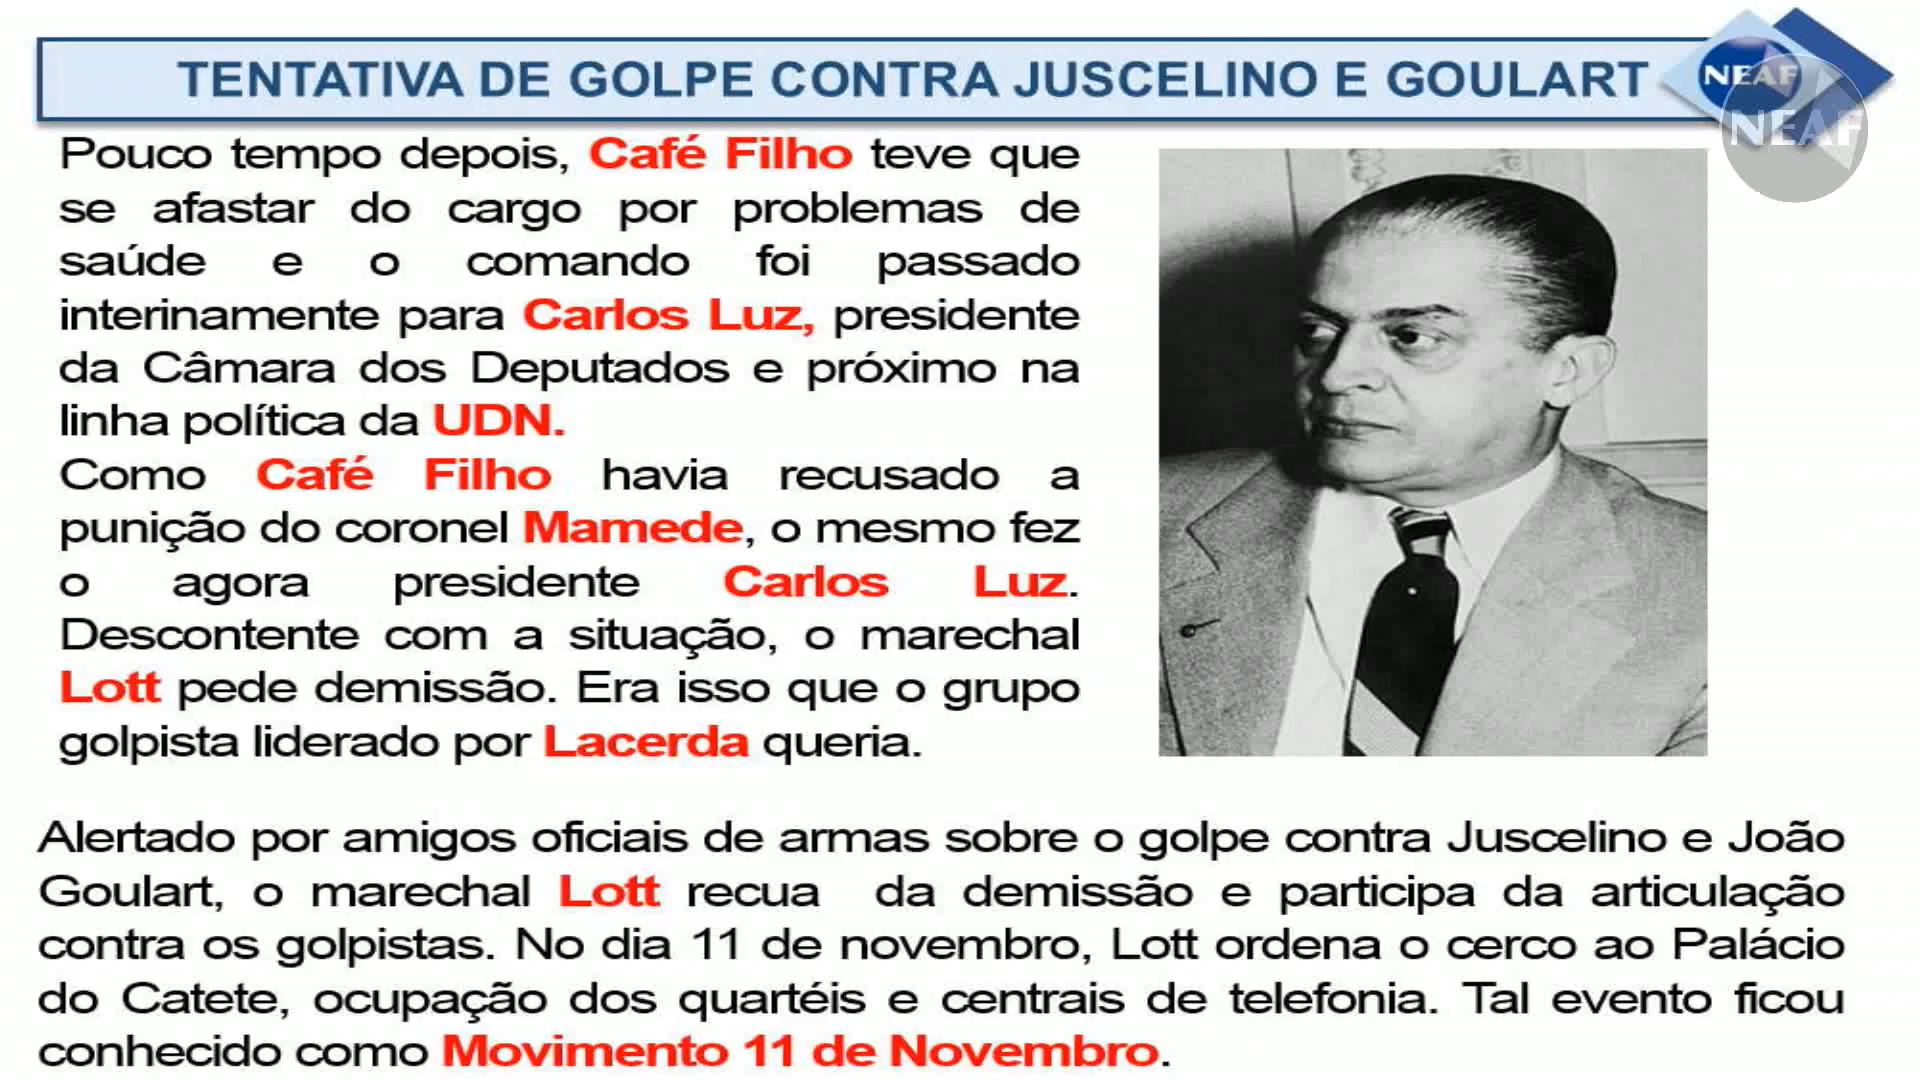 TENTATIVA DE GOLPE CONTRA JUSCELINO E GOULART
NEAF
NEAF
Pouco tempo depois, Café Filho teve que
se afastar do cargo por problemas de
saúde e o comando foi passado
interinamente para Carlos Luz, presidente
da Câmara dos Deputados e próximo na
linha política da UDN.
Como Café Filho havia recusado a
punição do coronel Mamede, o mesmo fez
o agora presidente Carlos Luz.
Descontente com a situação, o marechal
Lott pede demissão. Era isso que o grupo
golpista liderado por Lacerda queria.
Alertado por amigos oficiais de armas sobre o golpe contra Juscelino e João
Goulart, o marechal Lott recua da demissão e participa da articulação
contra os golpistas. No dia 11 de novembro, Lott ordena o cerco ao Palácio
do Catete, ocupação dos quartéis e centrais de telefonia. Tal evento ficou
conhecido como Movimento 11 de Novembro.